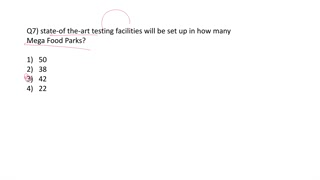 Q7) state-of the-art testing facilities will be set up in how many
Mega Food Parks?
1) 50
2) 38
3) 42
4) 22